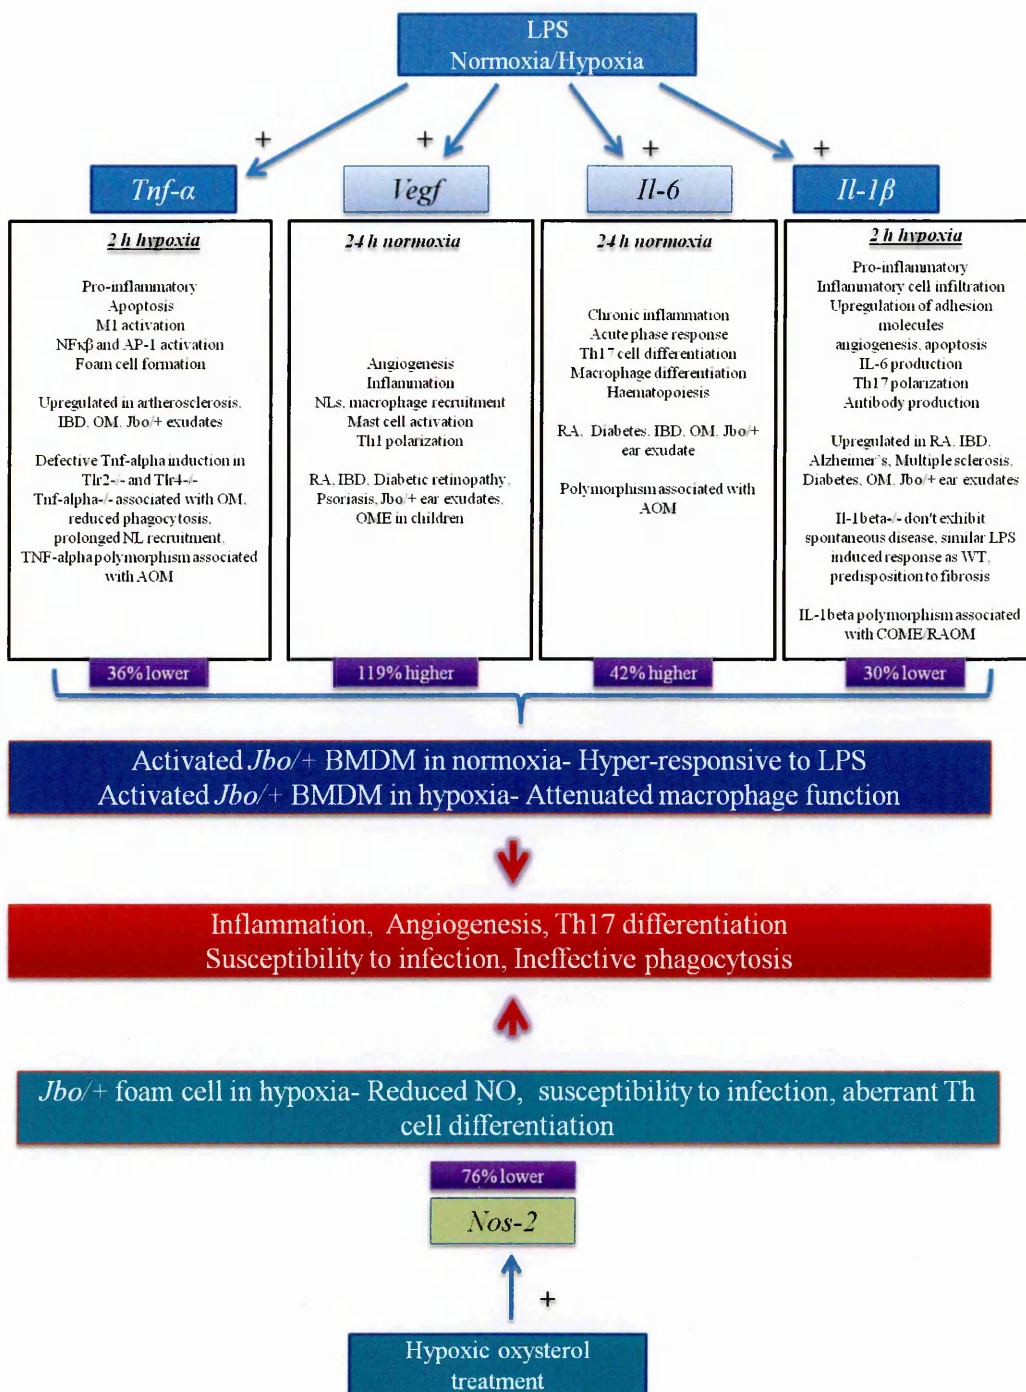 LPS
Normoxia/Hypoxia
+
+
+
+
Tnf-α
Vegf
Il-6
Il-1β
2 h hypoxia
Pro-inflammatory
Apoptosis
M1 activation
NFκβ and AP-1 activation
Foam cell formation
Upregulated in artherosclerosis,
IBD, OM, Jbo/+ exudates
Defective Tnf-alpha induction in
Tlr2-/- and Tlr4-/-
Tnf-alpha-/- associated with OM,
reduced phagocytosis,
prolonged NL recruitment,
TNF-alpha polymorphism associated
with AOM
36% lower
24 h normoxia
Angiogenesis
Inflammation
NLs, macrophage recruitment
Mast cell activation
Th1 polarization
RA, IBD, Diabetic retinopathy,
Psoriasis, Jbo/+ ear exudates,
OME in children
119% higher
24 h normoxia
Chronic inflammation
Acute phase response
Th17 cell differentiation
Macrophage differentiation
Haematopoiesis
RA, Diabetes, IBD, OM, Jbo/+
ear exudate
Polymorphism associated with
AOM
42% higher
2 h hypoxia
Pro-inflammatory
Inflammatory cell infiltration
Upregulation of adhesion
molecules
angiogenesis, apoptosis
IL-6 production
Th17 polarization
Antibody production
Upregulated in RA, IBD,
Alzheimer's, Multiple sclerosis,
Diabetes, OM, Jbo/+ ear exudates
Il-1 beta-/- don't exhibit
spontaneous disease, similar LPS
induced response as WT,
predisposition to fibrosis
IL-1beta polymorphism associated
with COME/RAOM
30% lower
Activated Jbo/+ BMDM in normoxia- Hyper-responsive to LPS
Activated Jbo/+ BMDM in hypoxia- Attenuated macrophage function
Inflammation, Angiogenesis, Th17 differentiation
Susceptibility to infection, Ineffective phagocytosis
Jbo/+ foam cell in hypoxia- Reduced NO, susceptibility to infection, aberrant Th
cell differentiation
76% lower
Nos-2
+
Hypoxic oxysterol
treatment